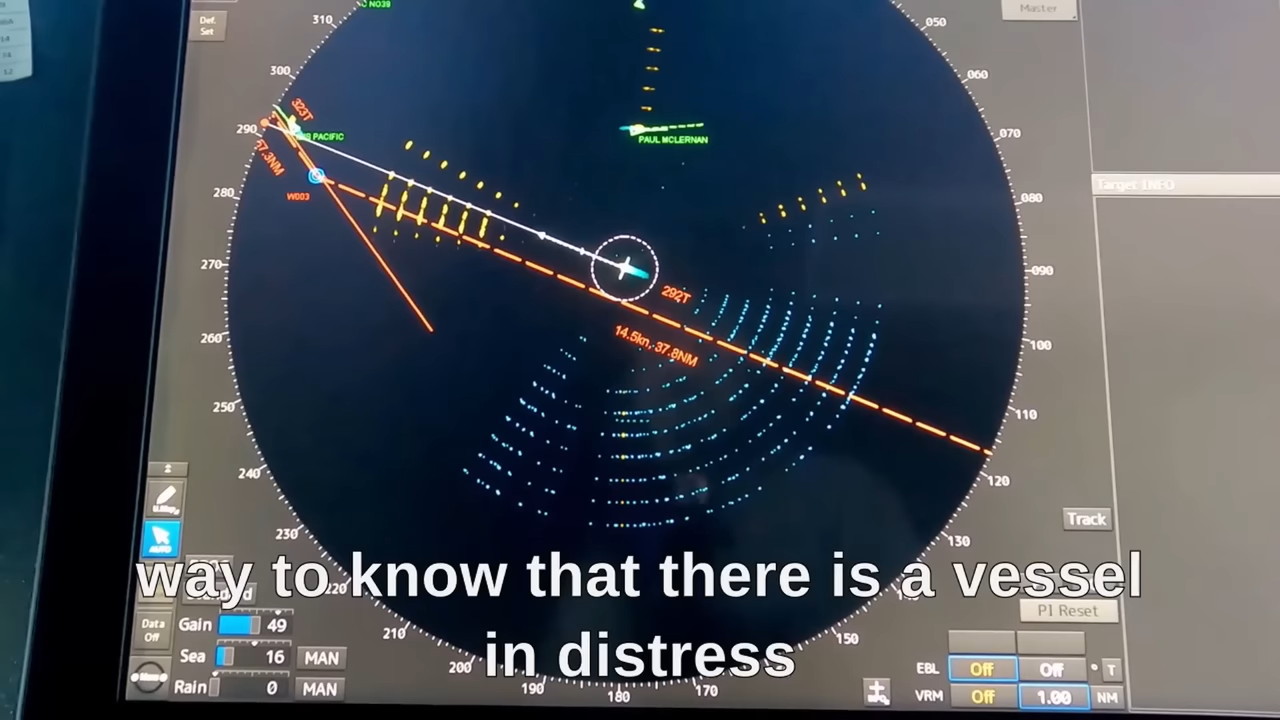 NO39
Def.
Set
Master
310
050
300
060
323T
290
PACIFIC
PAUL MCLERNAN
070
280
W003
080
Target INFO
270
090
292T
14.5kn, 37.8NM
260
100
250
110
240
120
230
130
Track
way to know that there is a vessel
in distress
220
PI Reset
Data
Off
Gain 49
210
150
Sea 16 MAN
200
EBL Off Off ° T
Rain 0 MAN
190
180
170
VRM Off 1.00 NM